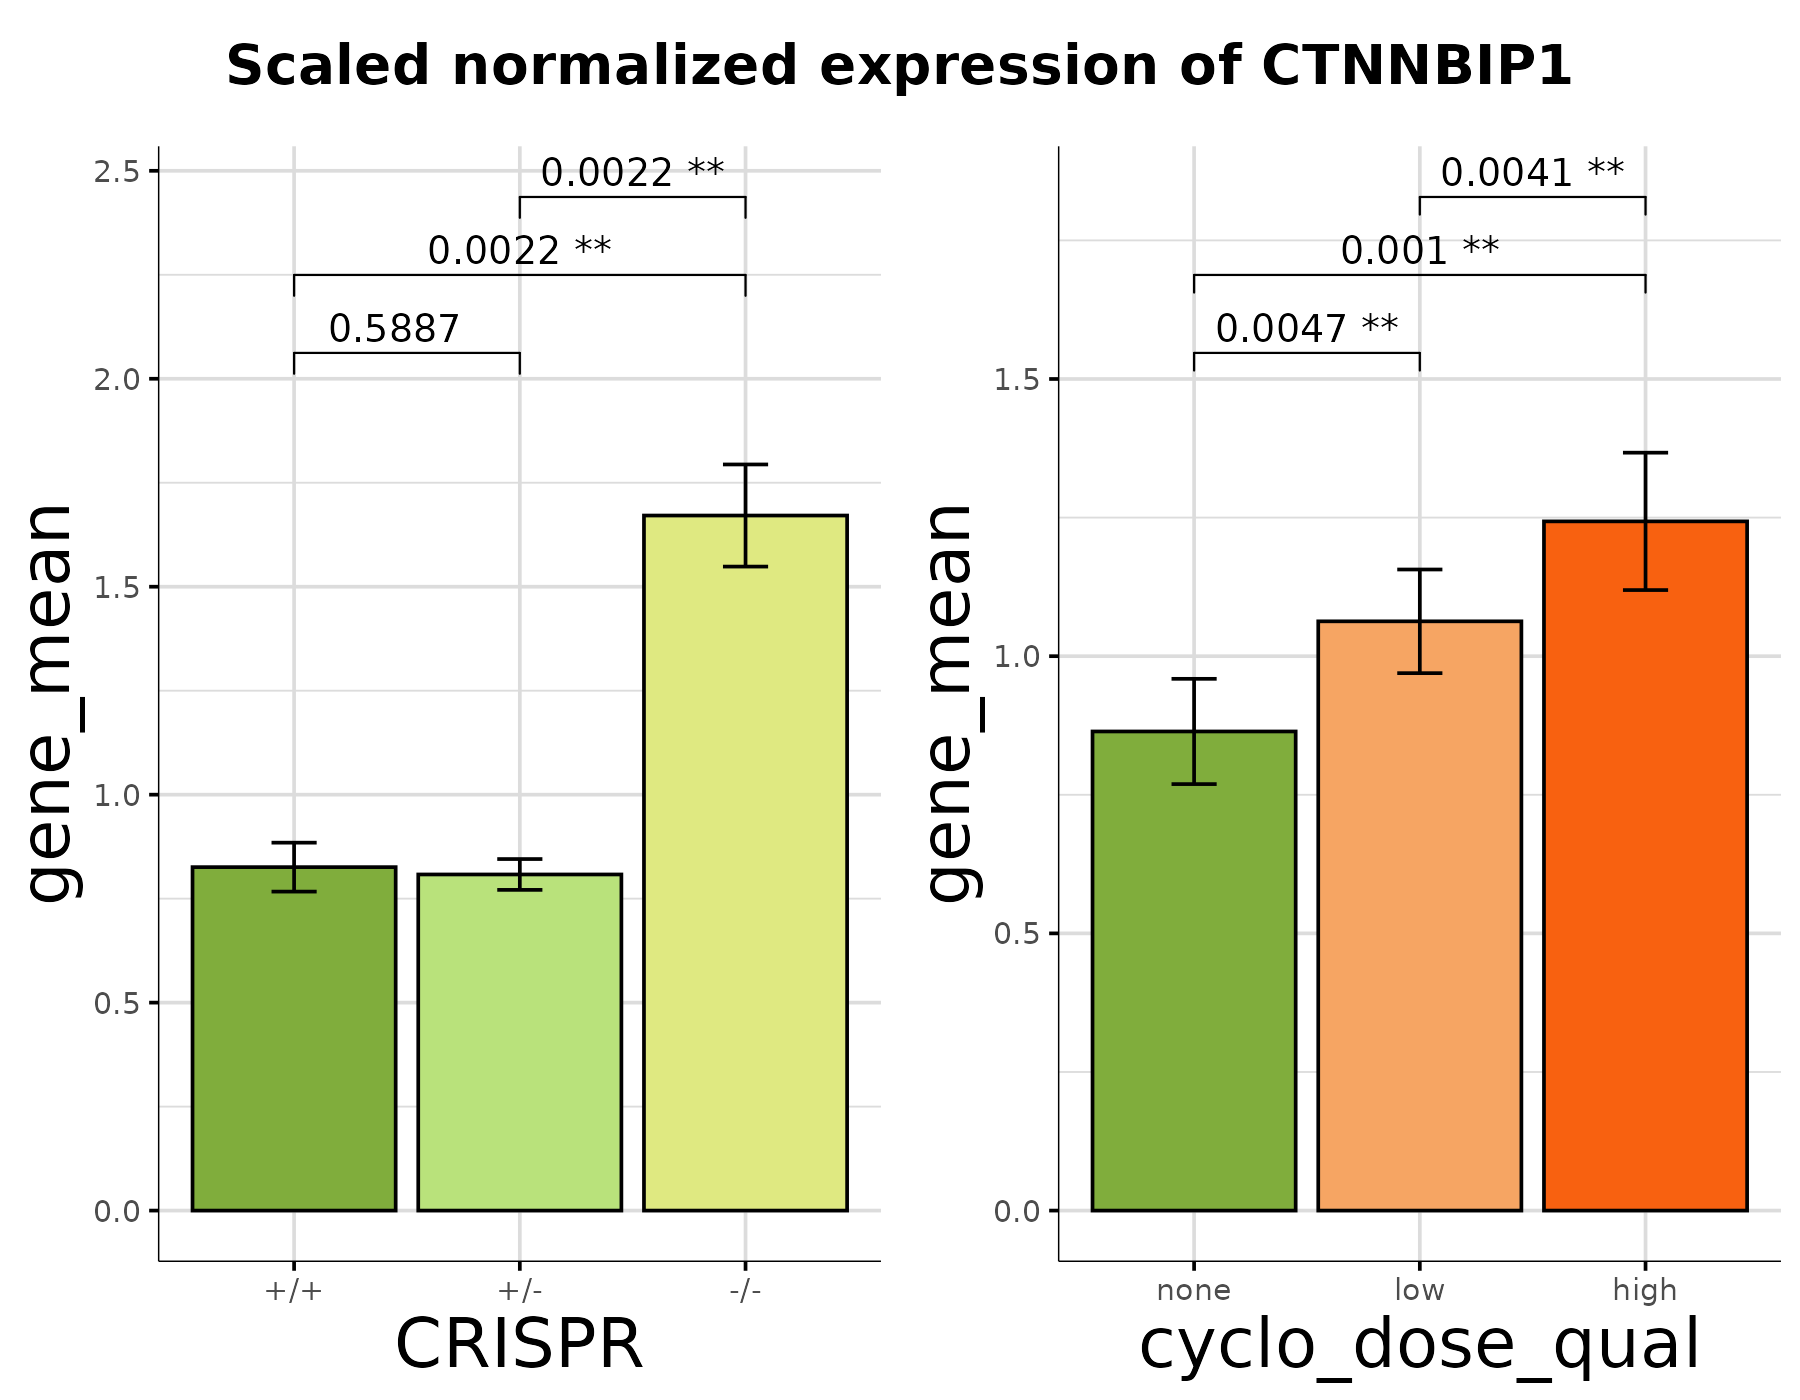 Scaled normalized expression of CTNNBIP1
gene_mean
2.5
2.0
1.5
1.0
0.5
0.0
0.0022 **
0.0022 **
0.5887
+/+ +/- -/-
CRISPR
gene_mean
1.5
1.0
0.5
0.0
0.0041 **
0.001 **
0.0047 **
none low high
cyclo_dose_qual